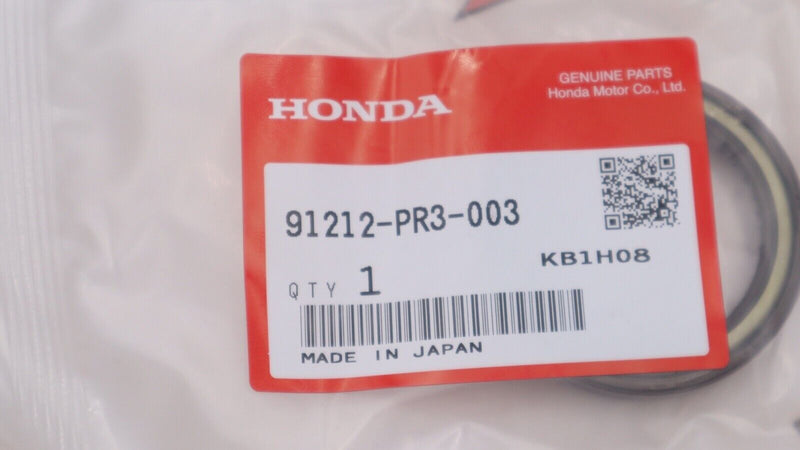 HONDA
GENUINE PARTS
Honda Motor Co., Ltd.
91212-PR3-003
KB1H08
QTY 1
MADE IN JAPAN